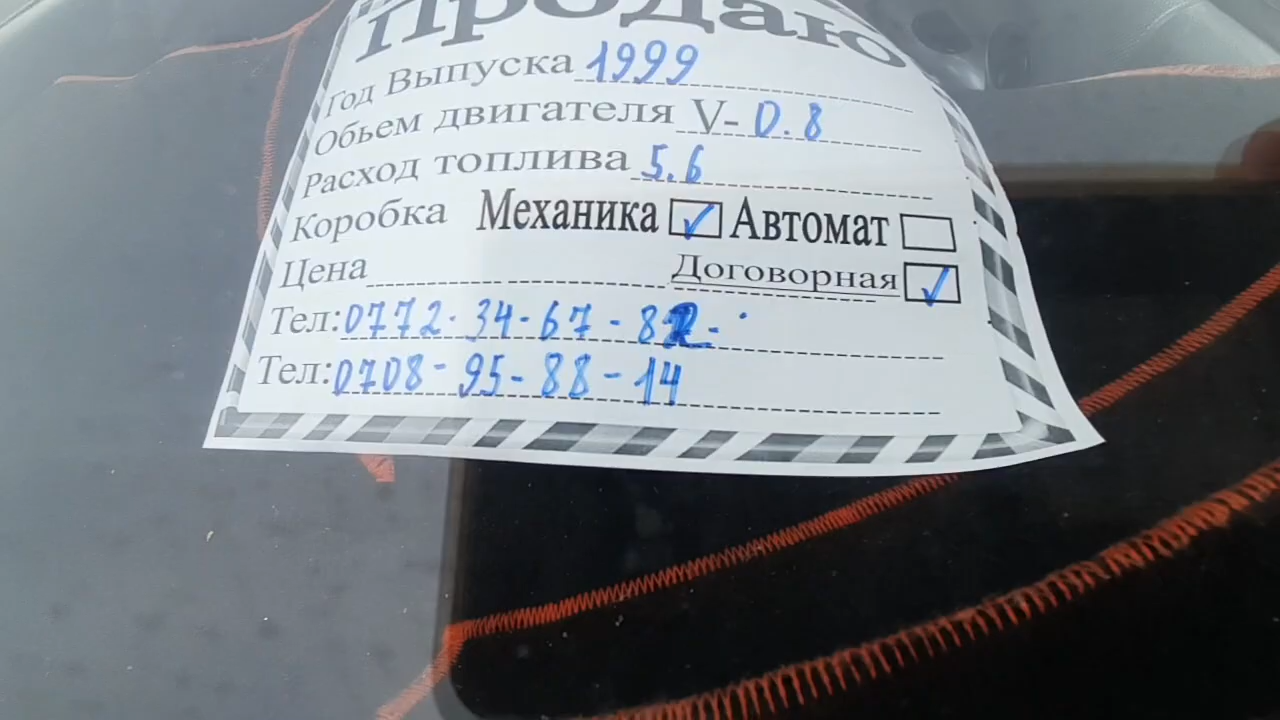 Продаю
Год Выпуска 1999
Обьем двигателя V- 0.8
Расход топлива 5.6
Коробка Механика ✓ Автомат
Цена Договорная ✓
Тел: 0772-34-67-82-
Тел: 0708-95-88-14